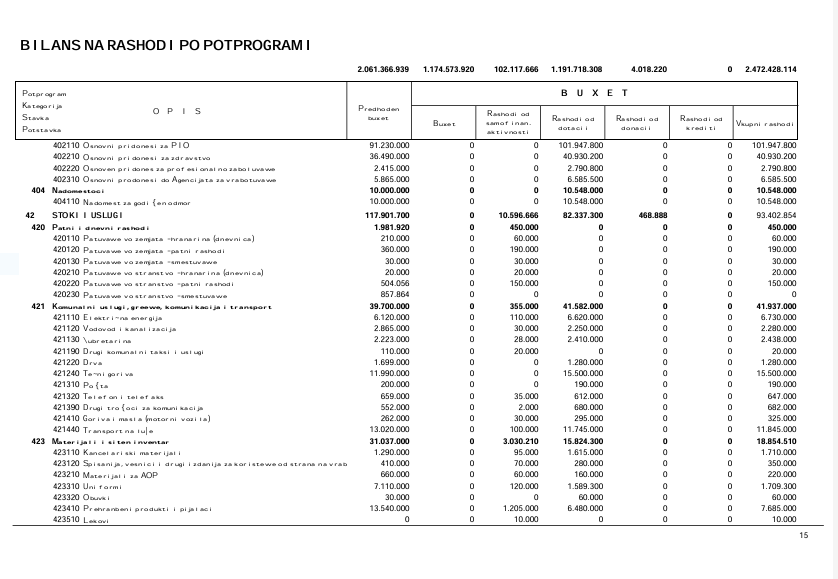 BILANS NA RASHODI PO POTPROGRAMI
2.061.366.939 1.174.573.920 102.117.666 1.191.718.308 4.018.220 0 2.472.428.114
Potprogram
Kategorija
Stavka
Potstavka
O P I S
Predhoden buxet
B U X E T
Buxet
Rashodi od samofinan. aktivnosti
Rashodi od dotacii
Rashodi od donacii
Rashodi od krediti
Vkupni rashodi
402110 Osnovni pridonesi za PIO 91.230.000 0 0 101.947.800 0 0 101.947.800
402210 Osnovni pridonesi za zdravstvo 36.490.000 0 0 40.930.200 0 0 40.930.200
402220 Osnoven pridones za profesionalno zaboluvawe 2.415.000 0 0 2.790.800 0 0 2.790.800
402310 Osnovni prodonesi do Agencijata za vrabotuvawe 5.865.000 0 0 6.585.500 0 0 6.585.500
404 Nadomestoci 10.000.000 0 0 10.548.000 0 0 10.548.000
404110 Nadomest za godi{en odmor 10.000.000 0 0 10.548.000 0 0 10.548.000
42 STOKI I USLUGI 117.901.700 0 10.596.666 82.337.300 468.888 0 93.402.854
420 Patni i dnevni rashodi 1.981.920 0 450.000 0 0 0 450.000
420110 Patuvawe vo zemjata -hranarina (dnevnica) 210.000 0 60.000 0 0 0 60.000
420120 Patuvawe vo zemjata -patni rashodi 360.000 0 190.000 0 0 0 190.000
420130 Patuvawe vo zemjata -smestuvawe 30.000 0 30.000 0 0 0 30.000
420210 Patuvawe vo stranstvo -hranarina (dnevnica) 20.000 0 20.000 0 0 0 20.000
420220 Patuvawe vo stranstvo -patni rashodi 504.056 0 150.000 0 0 0 150.000
420230 Patuvawe vo stranstvo -smestuvawe 857.864 0 0 0 0 0 0
421 Komunalni uslugi, greewe, komunikacija i transport 39.700.000 0 355.000 41.582.000 0 0 41.937.000
421110 Elektri~na energija 6.120.000 0 110.000 6.620.000 0 0 6.730.000
421120 Vodovod i kanalizacija 2.865.000 0 30.000 2.250.000 0 0 2.280.000
421130 \ubretarina 2.223.000 0 28.000 2.410.000 0 0 2.438.000
421190 Drugi komunalni taksi i uslugi 110.000 0 20.000 0 0 0 20.000
421220 Drva 1.699.000 0 0 1.280.000 0 0 1.280.000
421240 Te~ni goriva 11.990.000 0 0 15.500.000 0 0 15.500.000
421310 Po{ta 200.000 0 0 190.000 0 0 190.000
421320 Telefon i telefaks 659.000 0 35.000 612.000 0 0 647.000
421390 Drugi tro{oci za komunikacija 552.000 0 2.000 680.000 0 0 682.000
421410 Goriva i masla (motorni vozila) 262.000 0 30.000 295.000 0 0 325.000
421440 Transport na lu|e 13.020.000 0 100.000 11.745.000 0 0 11.845.000
423 Materijali i siten inventar 31.037.000 0 3.030.210 15.824.300 0 0 18.854.510
423110 Kancelariski materijali 1.290.000 0 95.000 1.615.000 0 0 1.710.000
423120 Spisanija, vesnici i drugi izdanija za koristewe od strana na vrab 410.000 0 70.000 280.000 0 0 350.000
423210 Materijali za AOP 660.000 0 60.000 160.000 0 0 220.000
423310 Uniformi 7.110.000 0 120.000 1.589.300 0 0 1.709.300
423320 Obuvki 30.000 0 0 60.000 0 0 60.000
423410 Prehranbeni produkti i pijalaci 13.540.000 0 1.205.000 6.480.000 0 0 7.685.000
423510 Lekovi 0 0 10.000 0 0 0 10.000
15